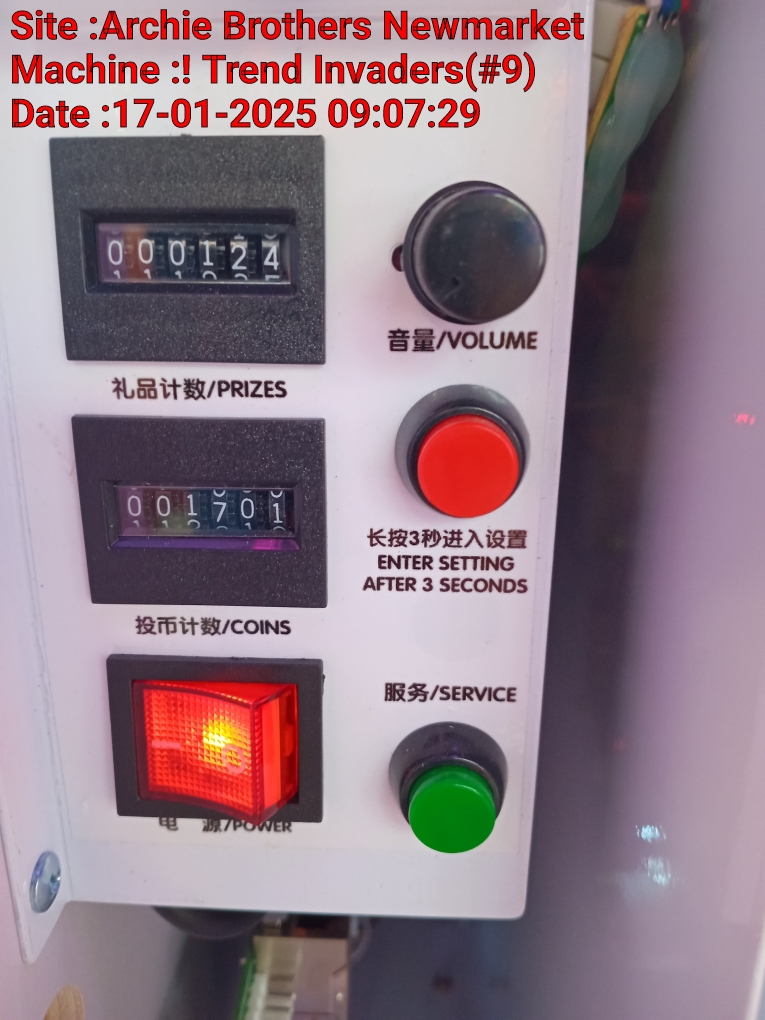 Site :Archie Brothers Newmarket
Machine :! Trend Invaders(#9)
Date :17-01-2025 09:07:29
000124
音量/VOLUME
礼品计数/PRIZES
001701
长按3秒进入设置
ENTER SETTING
AFTER 3 SECONDS
投币计数/COINS
服务/SERVICE
电 源/POWER